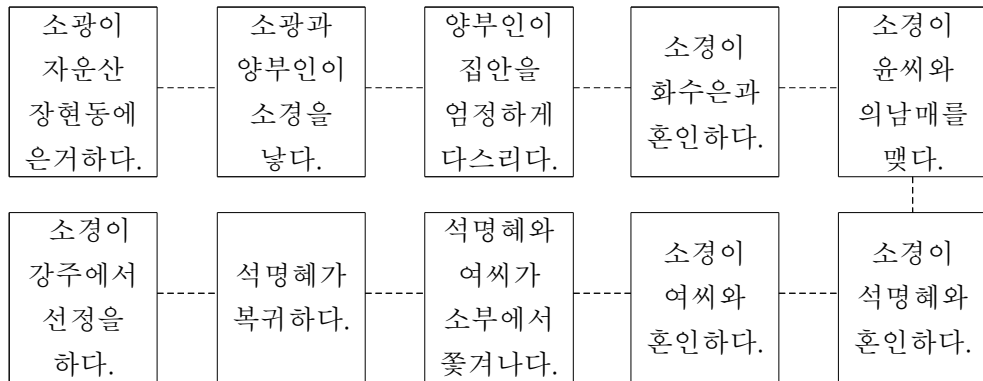 소광이
자운산
장현동에
은거하다.
소광과
양부인이
소경을
낳다.
양부인이
집안을
엄정하게
다스리다.
소경이
화수은과
혼인하다.
소경이
윤씨와
의남매를
맺다.
소경이
석명혜와
혼인하다.
소경이
여씨와
혼인하다.
석명혜와
여씨가
소부에서
쫓겨나다.
석명혜가
복귀하다.
소경이
강주에서
선정을
하다.